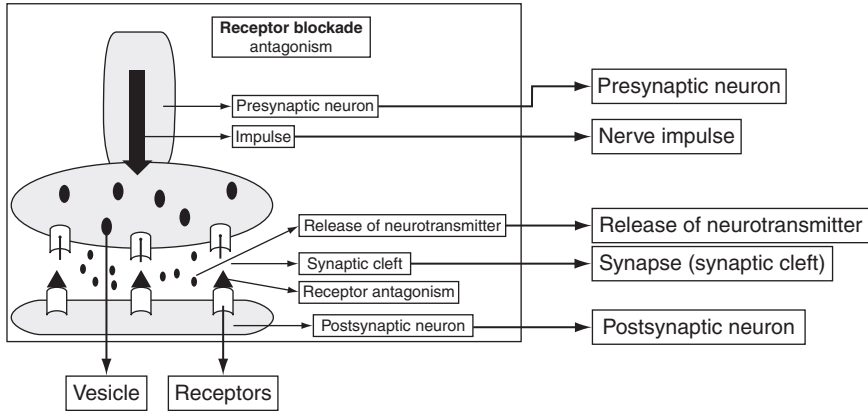 Receptor blockade
antagonism
Presynaptic neuron
Presynaptic neuron
Impulse
Nerve impulse
Release of neurotransmitter
Release of neurotransmitter
Synaptic cleft
Synapse (synaptic cleft)
Receptor antagonism
Postsynaptic neuron
Postsynaptic neuron
Vesicle
Receptors